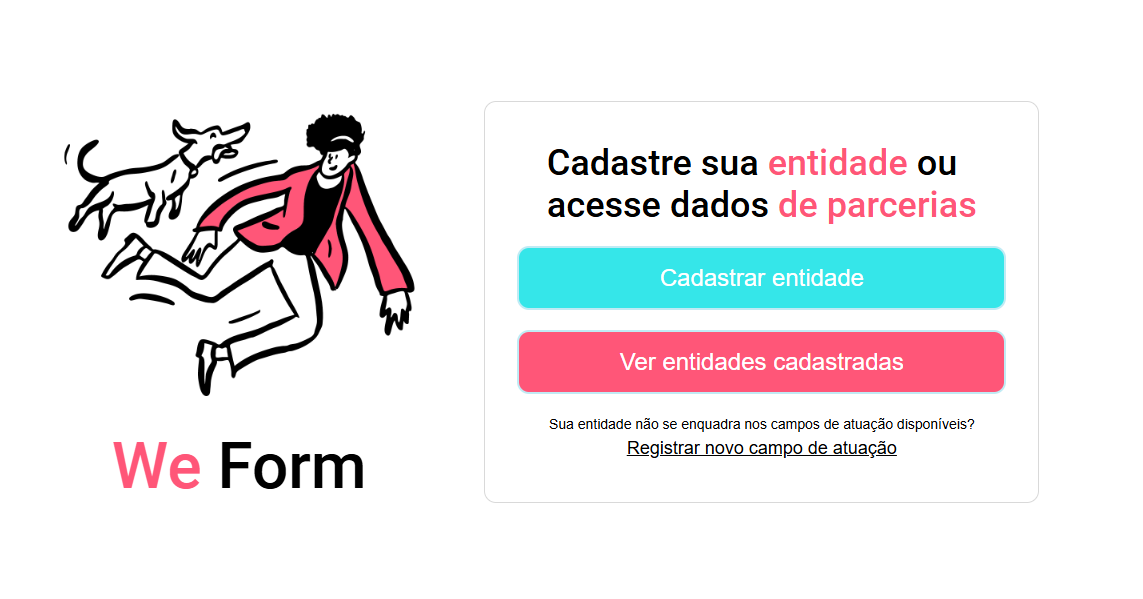 We Form
Cadastre sua entidade ou
acesse dados de parcerias
Cadastrar entidade
Ver entidades cadastradas
Sua entidade não se enquadra nos campos de atuação disponíveis?
Registrar novo campo de atuação